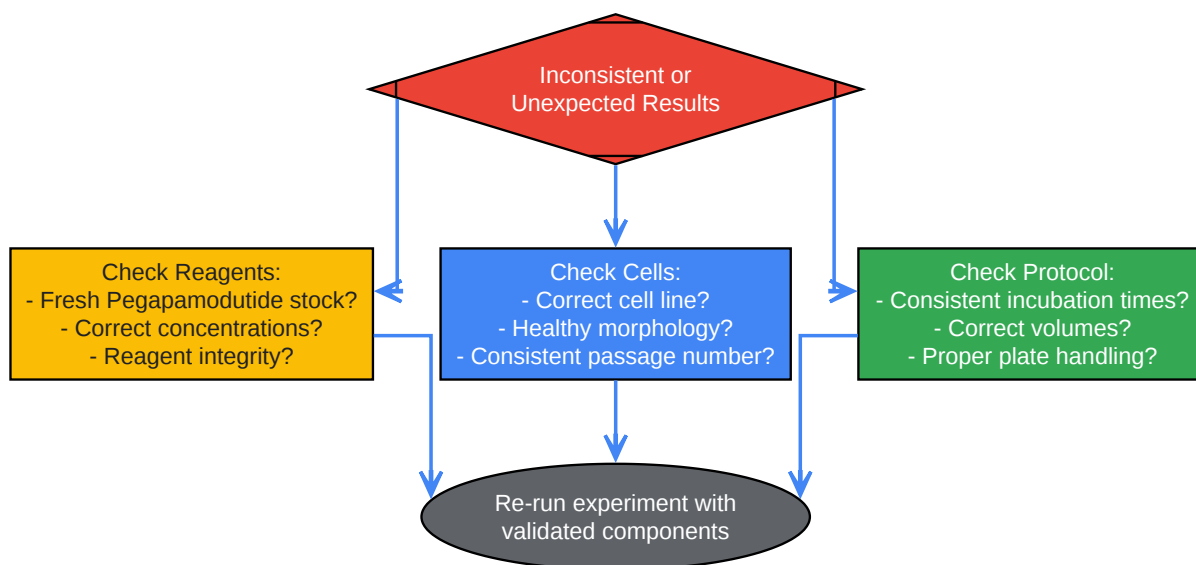 Inconsistent or
Unexpected Results
Check Reagents:
- Fresh Pegapamodutide stock?
- Correct concentrations?
- Reagent integrity?
Check Cells:
- Correct cell line?
- Healthy morphology?
- Consistent passage number?
Check Protocol:
- Consistent incubation times?
- Correct volumes?
- Proper plate handling?
Re-run experiment with
validated components